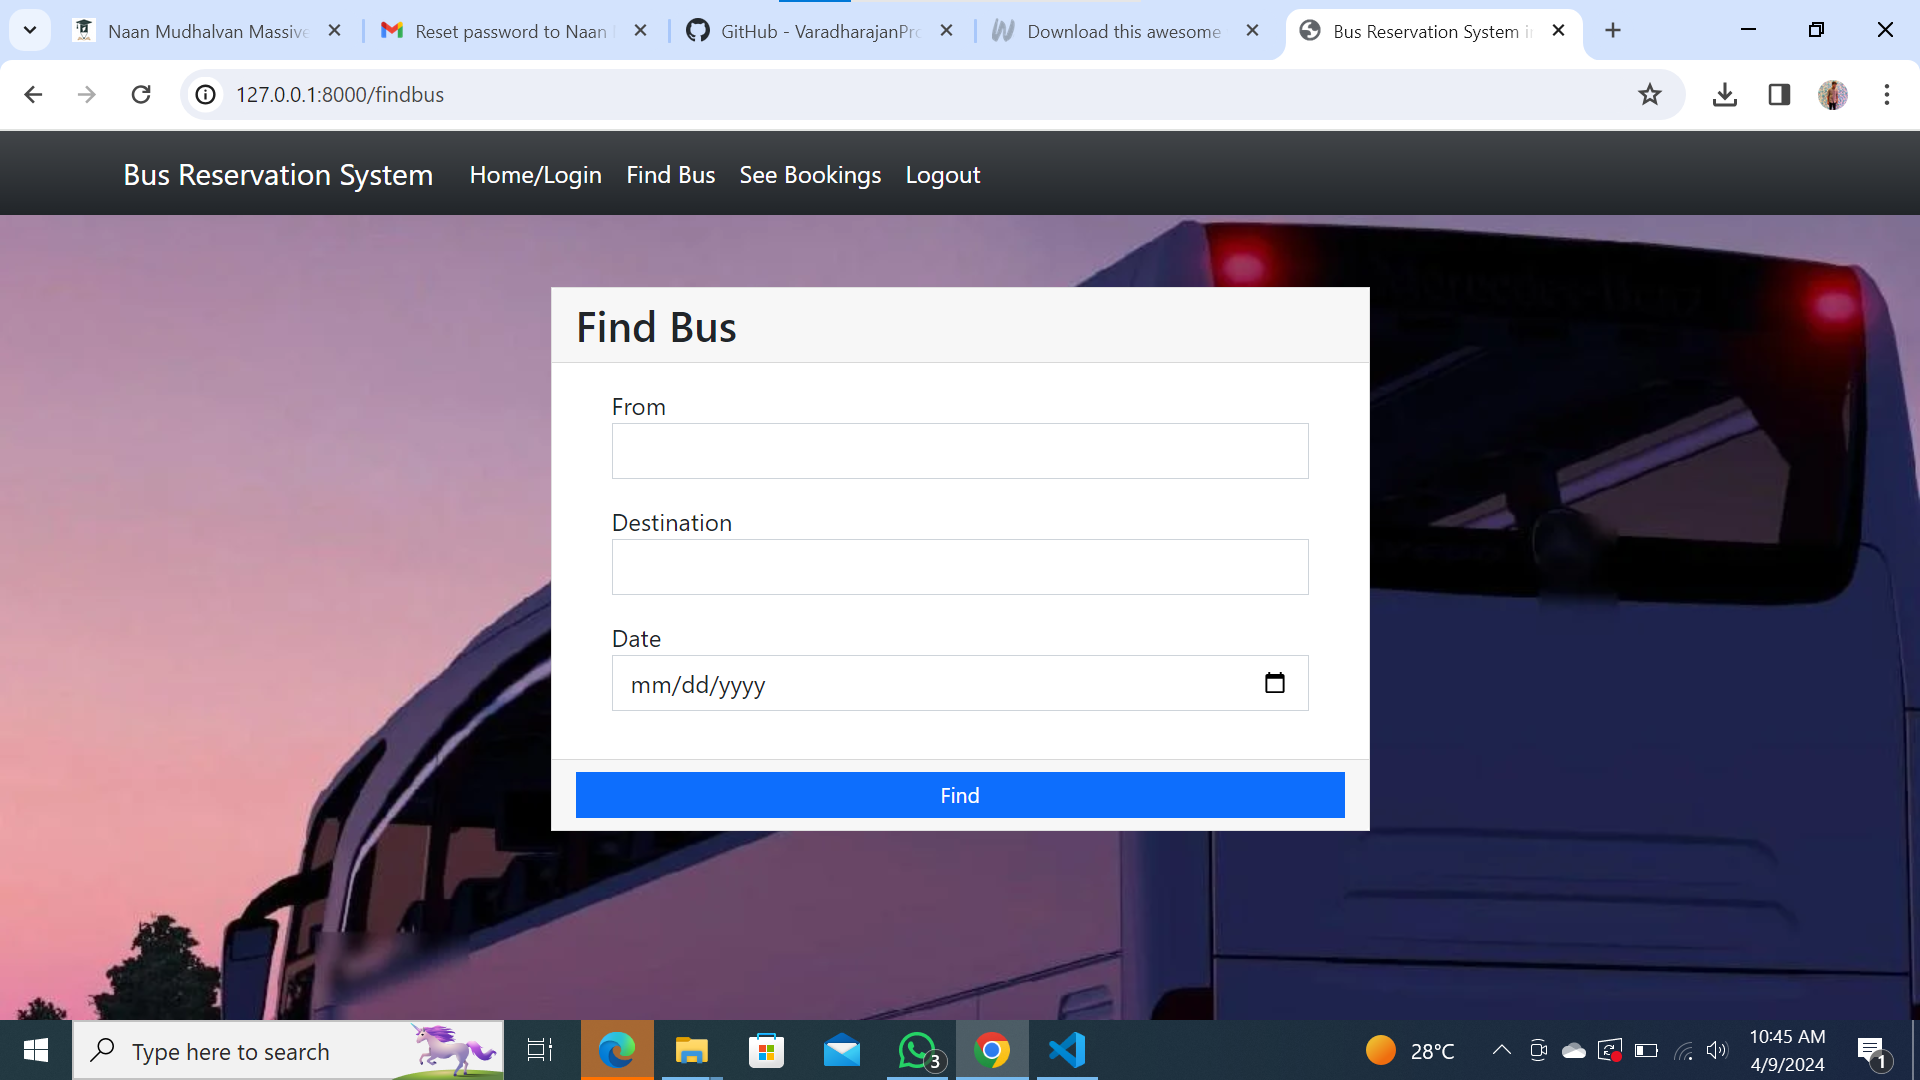 Naan Mudhalvan Massive
Reset password to Naan
GitHub - VaradharajanPro
Download this awesome
Bus Reservation System in
127.0.0.1:8000/findbus
Bus Reservation System
Home/Login
Find Bus
See Bookings
Logout
Find Bus
From
Destination
Date
mm/dd/yyyy
Find
Type here to search
3
28°C
10:45 AM
4/9/2024
1